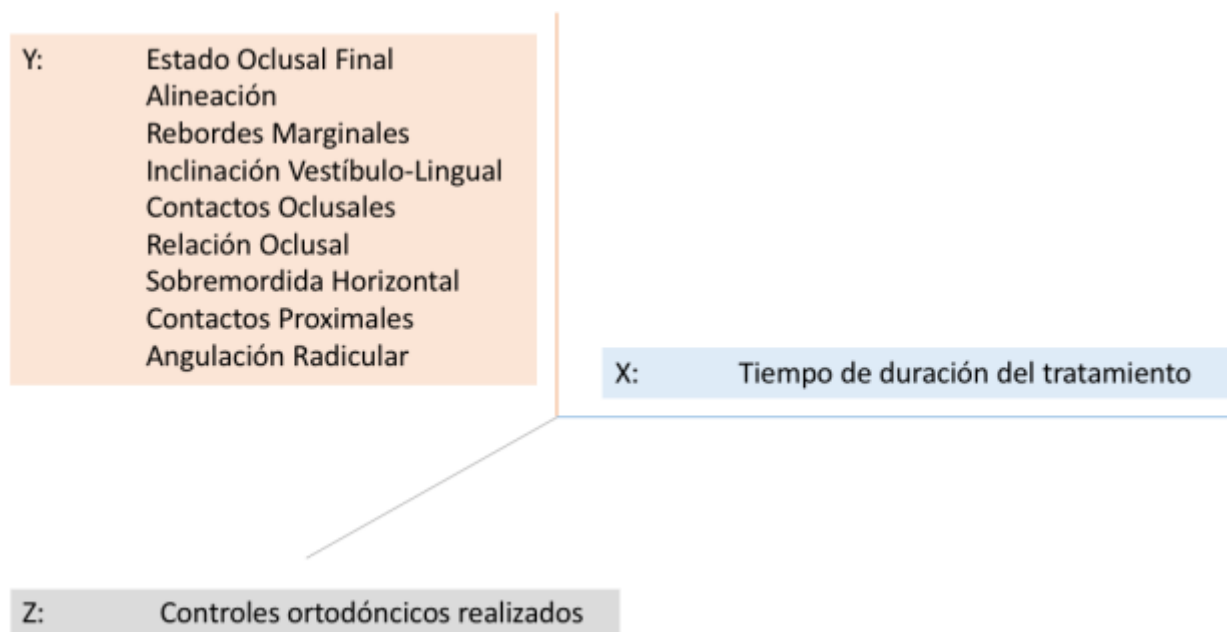 Y: Estado Oclusal Final
Alineación
Rebordes Marginales
Inclinación Vestíbulo-Lingual
Contactos Oclusales
Relación Oclusal
Sobremordida Horizontal
Contactos Proximales
Angulación Radicular
X: Tiempo de duración del tratamiento
Z: Controles ortodóncicos realizados